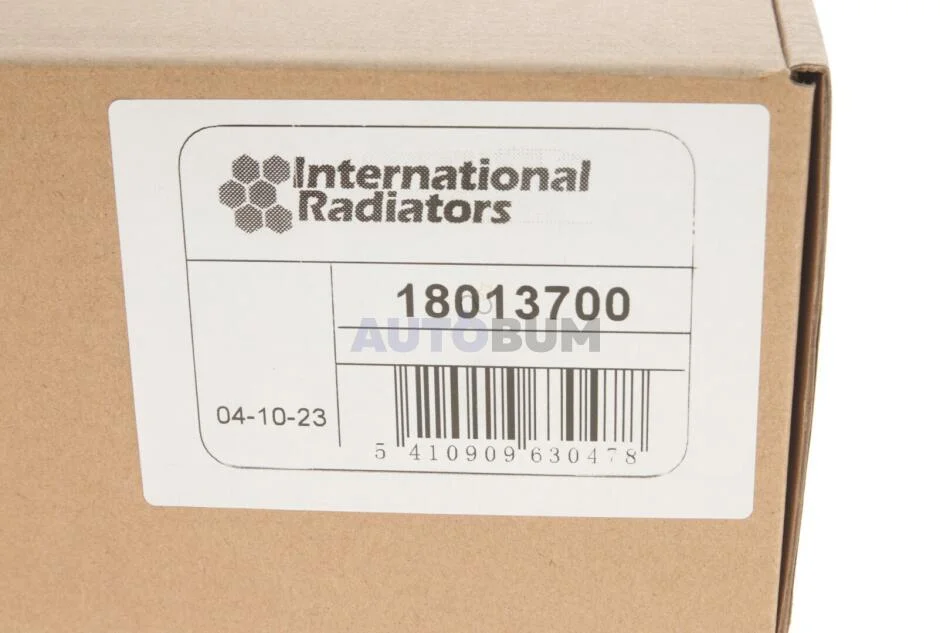 International
Radiators
18013700
AUTOBUM
04-10-23
5 410909 630478